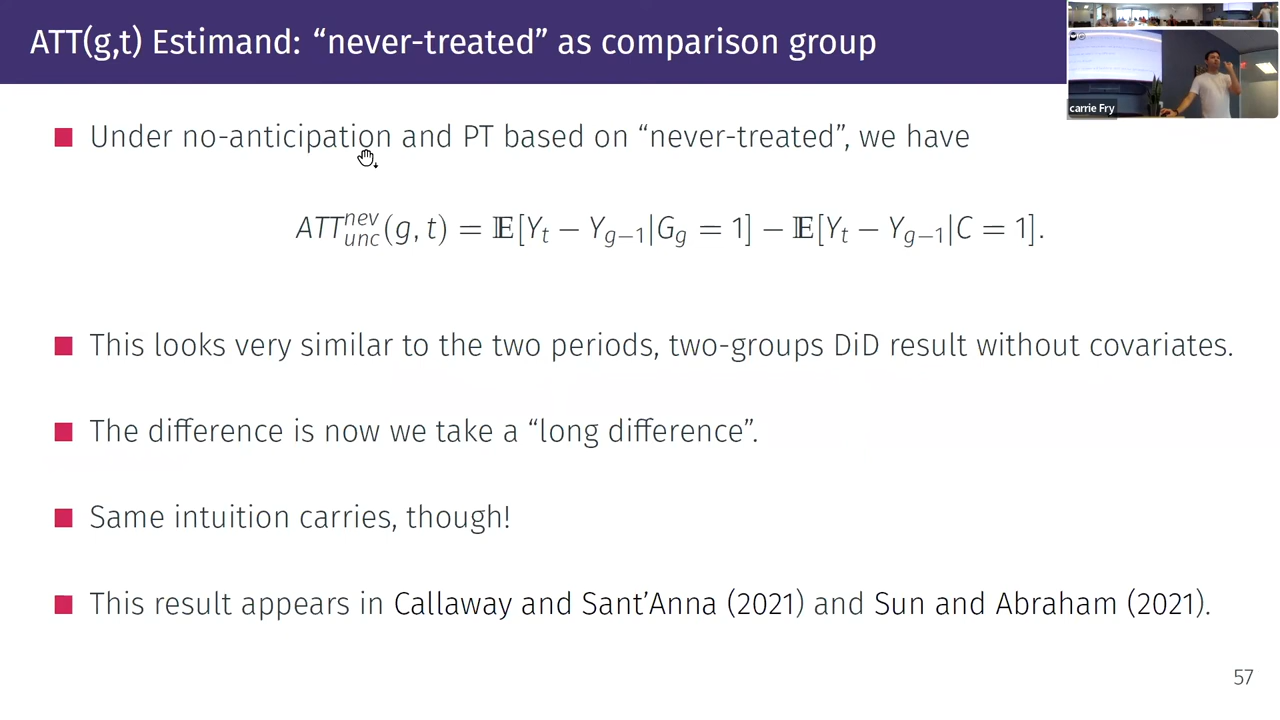 ATT(g,t) Estimand: “never-treated” as comparison group
carrie Fry
■ Under no-anticipation and PT based on “never-treated”, we have
ATT^{nev}_{unc}(g, t) = 𝔼[Y_t − Y_{g−1}|G_g = 1] − 𝔼[Y_t − Y_{g−1}|C = 1].
■ This looks very similar to the two periods, two-groups DiD result without covariates.
■ The difference is now we take a “long difference”.
■ Same intuition carries, though!
■ This result appears in Callaway and Sant’Anna (2021) and Sun and Abraham (2021).
57